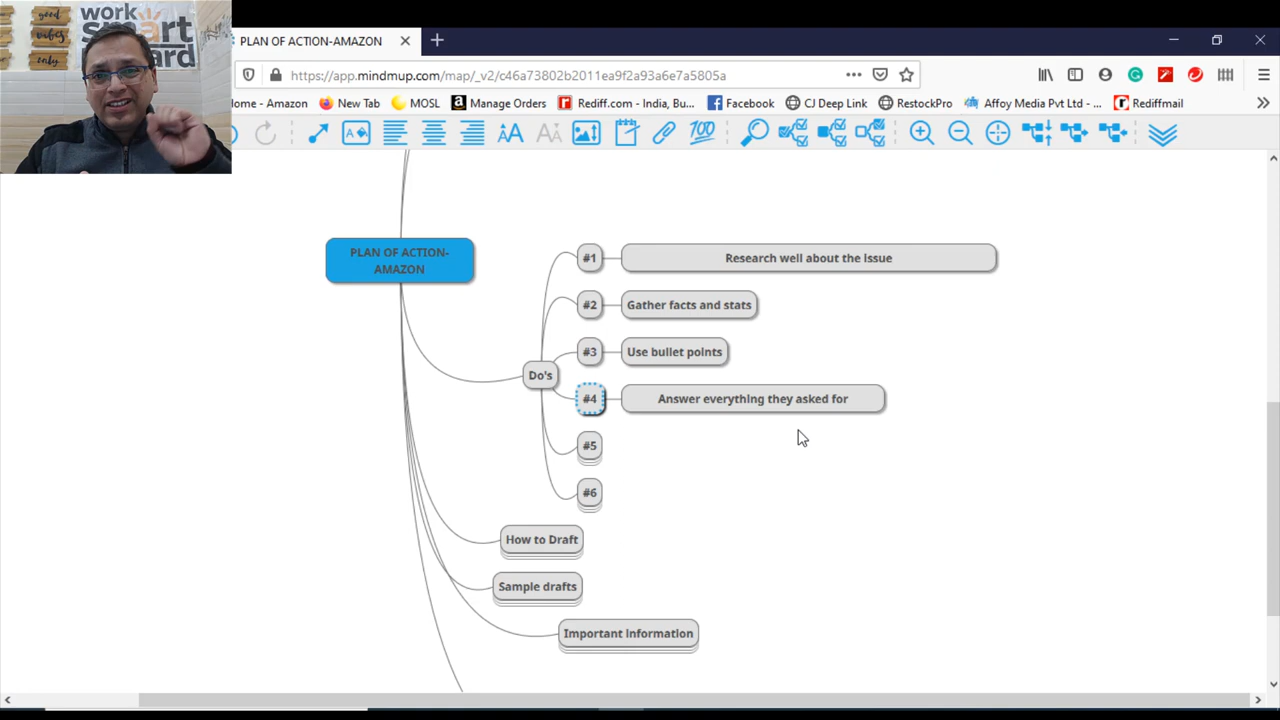 good
vibes
only
work
smart
hard
PLAN OF ACTION-AMAZON
https://app.mindmup.com/map/_v2/c46a73802b2011ea9f2a93a6e7a5805a
Home - Amazon
New Tab
MOSL
Manage Orders
Rediff.com - India, Bu...
Facebook
CJ Deep Link
RestockPro
Affoy Media Pvt Ltd - ...
Rediffmail
100
PLAN OF ACTION-
AMAZON
Do's
#1
Research well about the issue
#2
Gather facts and stats
#3
Use bullet points
#4
Answer everything they asked for
#5
#6
How to Draft
Sample drafts
Important information